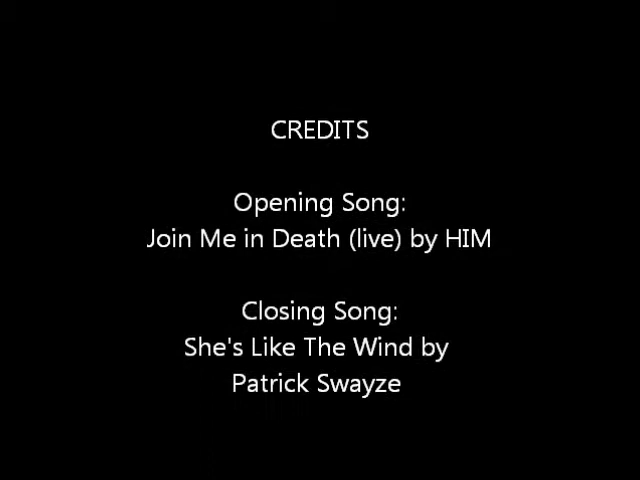 CREDITS
Opening Song:
Join Me in Death (live) by HIM
Closing Song:
She's Like The Wind by
Patrick Swayze